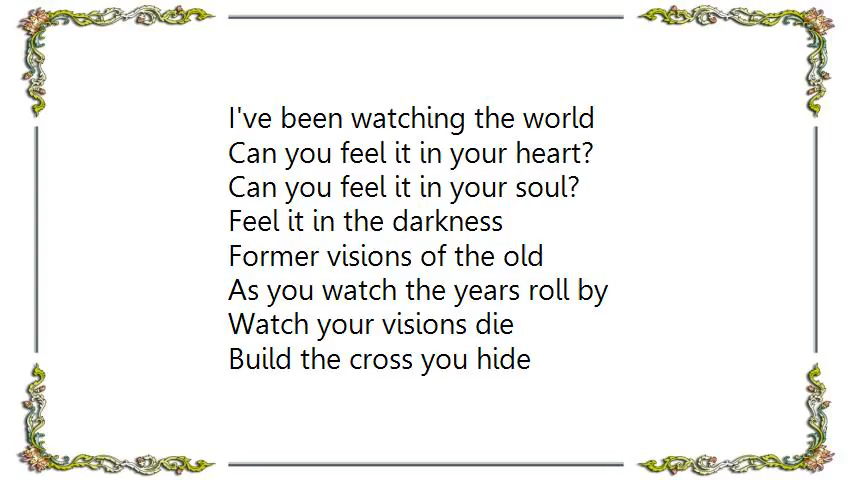 I've been watching the world
Can you feel it in your heart?
Can you feel it in your soul?
Feel it in the darkness
Former visions of the old
As you watch the years roll by
Watch your visions die
Build the cross you hide